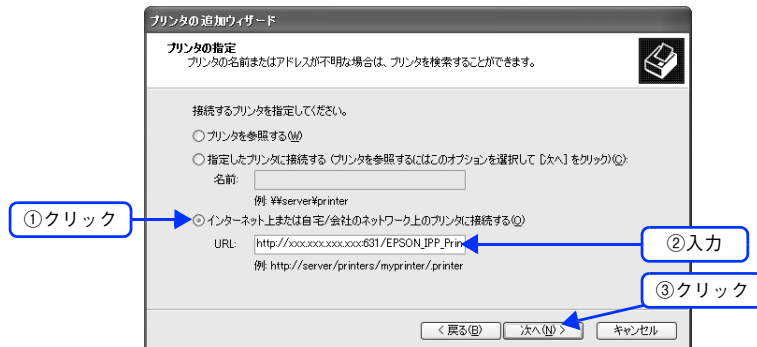 プリンタの追加ウィザード
プリンタの指定
プリンタの名前またはアドレスが不明な場合は、プリンタを検索することができます。
接続するプリンタを指定してください。
プリンタを参照する(W)
指定したプリンタに接続する (プリンタを参照するにはこのオプションを選択して [次へ] をクリック)(C):
名前:
例: ¥¥server¥printer
①クリック
インターネット上または自宅/会社のネットワーク上のプリンタに接続する(O)
URL: http://xxx.xxx.xxx.xxx:631/EPSON_IPP_Prin
②入力
例: http://server/printers/myprinter/.printer
③クリック
< 戻る(B) 次へ(N) > キャンセル